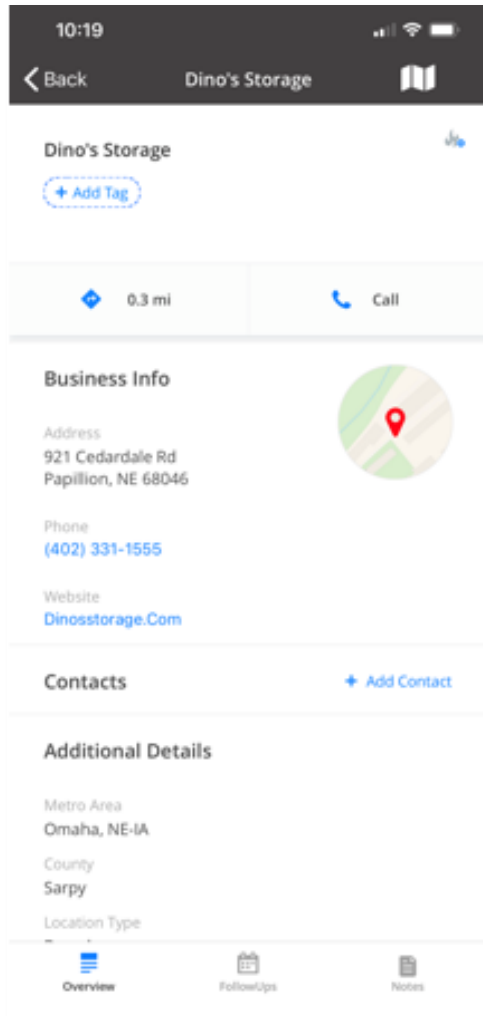 10:19
Back
Dino's Storage
Dino's Storage
+ Add Tag
0.3 mi
Call
Business Info
Address
921 Cedardale Rd
Papillion, NE 68046
Phone
(402) 331-1555
Website
Dinosstorage.Com
Contacts
+ Add Contact
Additional Details
Metro Area
Omaha, NE-IA
County
Sarpy
Location Type
Overview
FollowUps
Notes